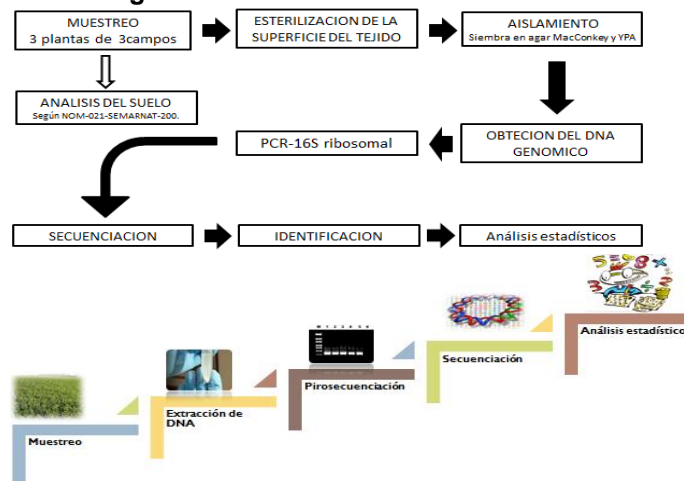 MUESTREO
3 plantas de 3campos
ESTERILIZACION DE LA
SUPERFICIE DEL TEJIDO
AISLAMIENTO
Siembra en agar MacConkey y YPA
ANALISIS DEL SUELO
Según NOM-021-SEMARNAT-200.
PCR-16S ribosomal
OBTECION DEL DNA
GENOMICO
SECUENCIACION
IDENTIFICACION
Análisis estadísticos
Muestreo
Extracción de
DNA
Pirosecuenciación
Secuenciación
Análisis estadístico